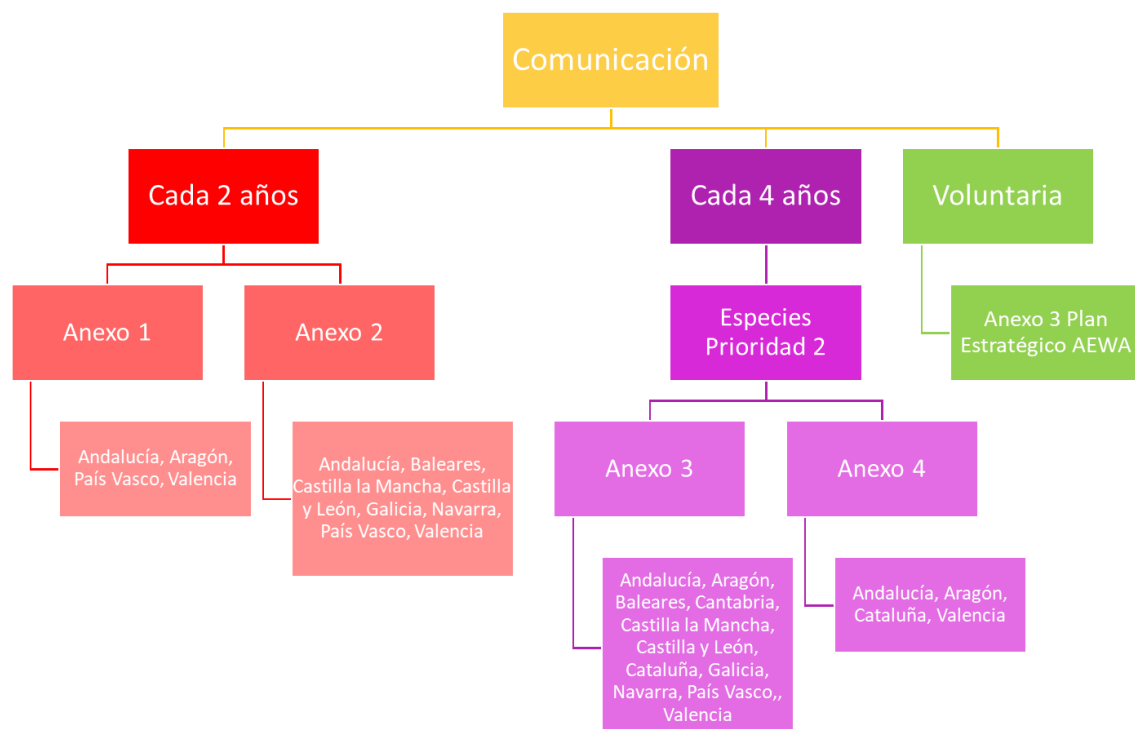 Comunicación
Cada 2 años
Cada 4 años
Voluntaria
Anexo 1
Anexo 2
Especies
Prioridad 2
Anexo 3 Plan
Estratégico AEWA
Andalucía, Aragón,
País Vasco, Valencia
Andalucía, Baleares,
Castilla la Mancha, Castilla
y León, Galicia, Navarra,
País Vasco, Valencia
Anexo 3
Anexo 4
Andalucía, Aragón,
Baleares, Cantabria,
Castilla la Mancha,
Castilla y León,
Cataluña, Galicia,
Navarra, País Vasco,,
Valencia
Andalucía, Aragón,
Cataluña, Valencia